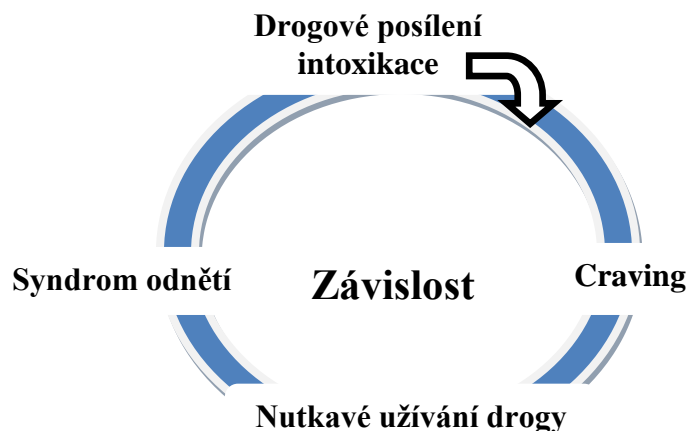 Drogové posílení
intoxikace
Syndrom odnětí
Závislost
Craving
Nutkavé užívání drogy